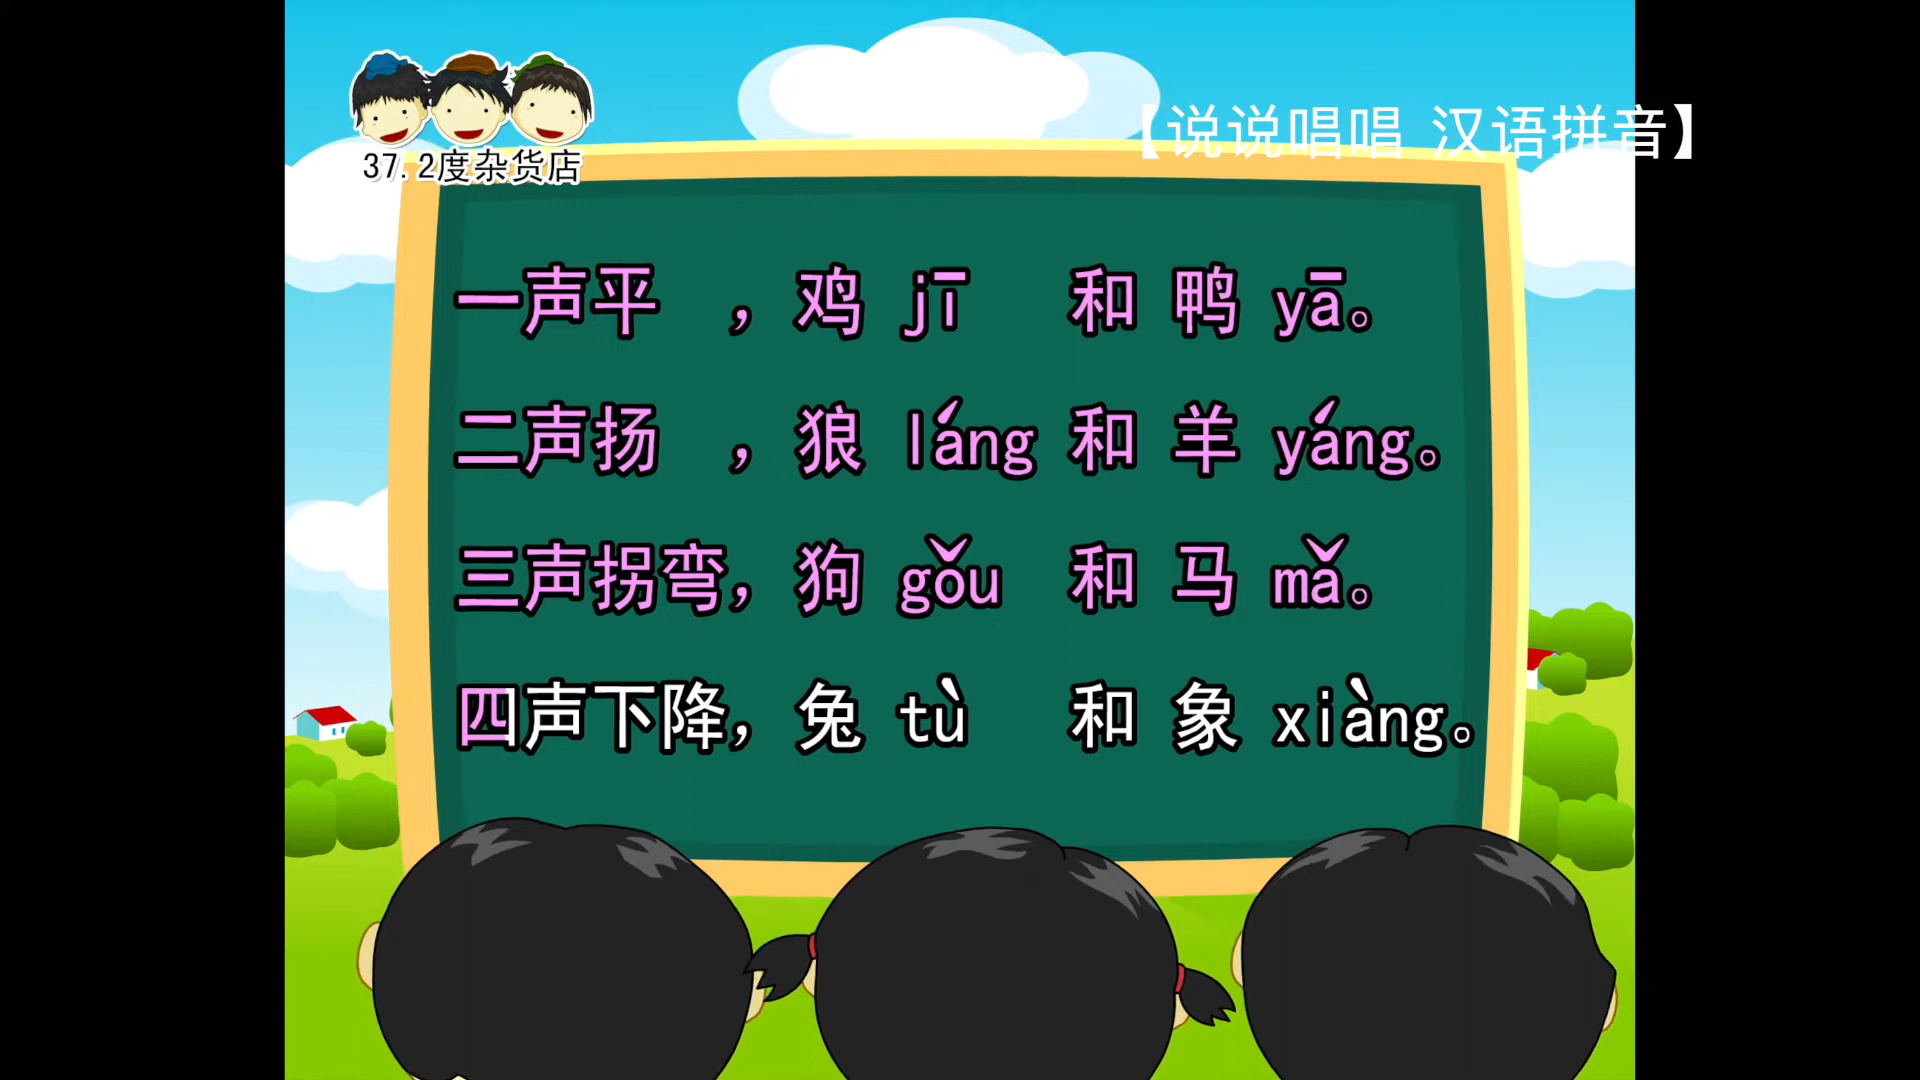 37.2度杂货店
【说说唱唱 汉语拼音】
一声平 ，鸡 jī 和 鸭 yā。
二声扬 ，狼 láng 和 羊 yáng。
三声拐弯，狗 gǒu 和 马 mǎ。
四声下降，兔 tù 和 象 xiàng。